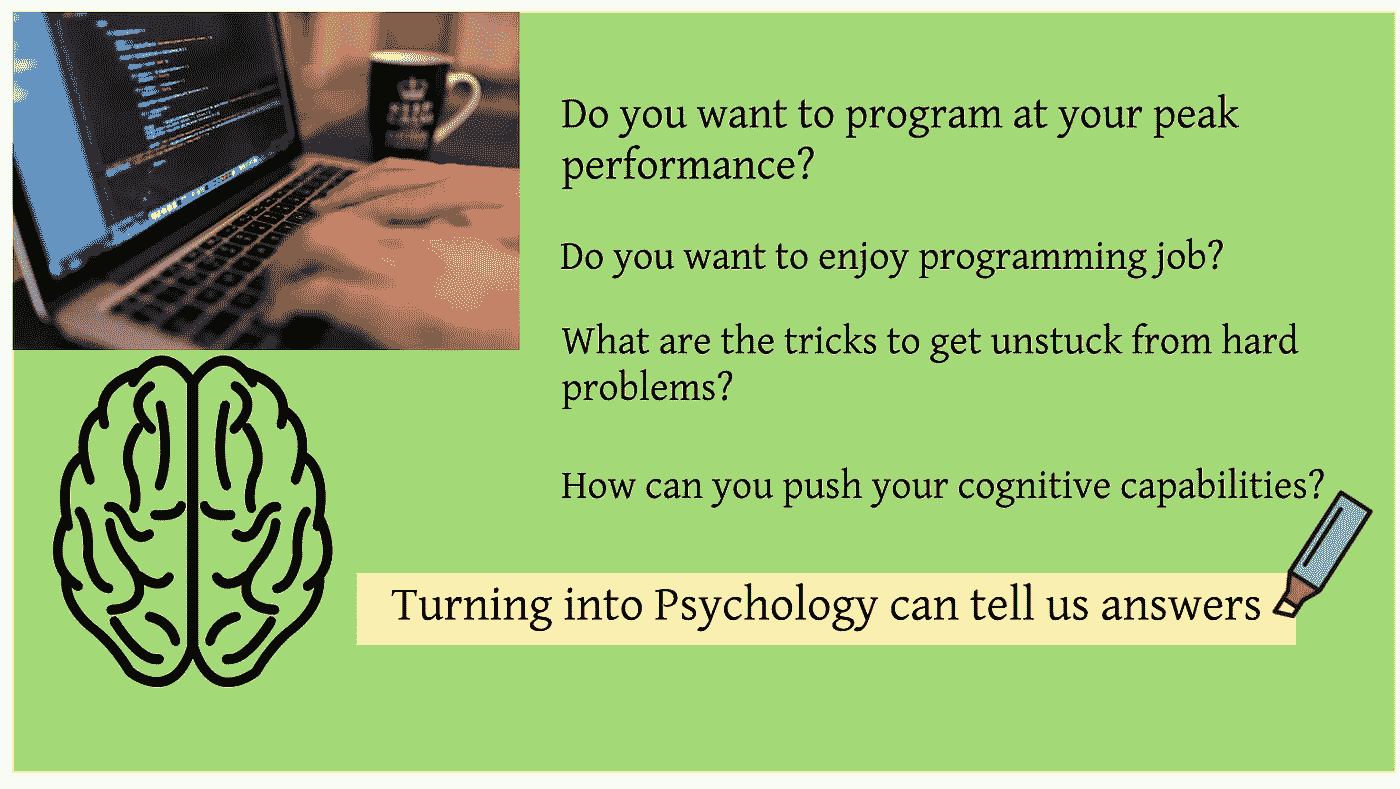 Do you want to program at your peak
performance?
Do you want to enjoy programming job?
What are the tricks to get unstuck from hard
problems?
How can you push your cognitive capabilities?
Turning into Psychology can tell us answers